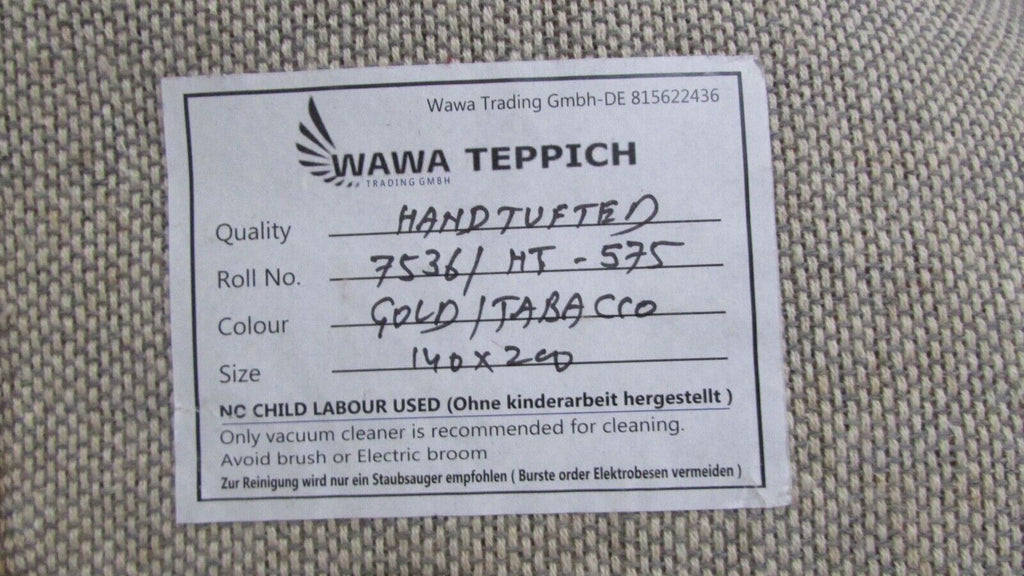 Wawa Trading Gmbh-DE 815622436
WAWA TEPPICH
TRADING GMBH
Quality HANDTUFTED
Roll No. 7536/ HT - 575
Colour GOLD/TABACCO
Size 140x200
NO CHILD LABOUR USED (Ohne kinderarbeit hergestellt )
Only vacuum cleaner is recommended for cleaning.
Avoid brush or Electric broom
Zur Reinigung wird nur ein Staubsauger empfohlen ( Burste order Elektrobesen vermeiden )